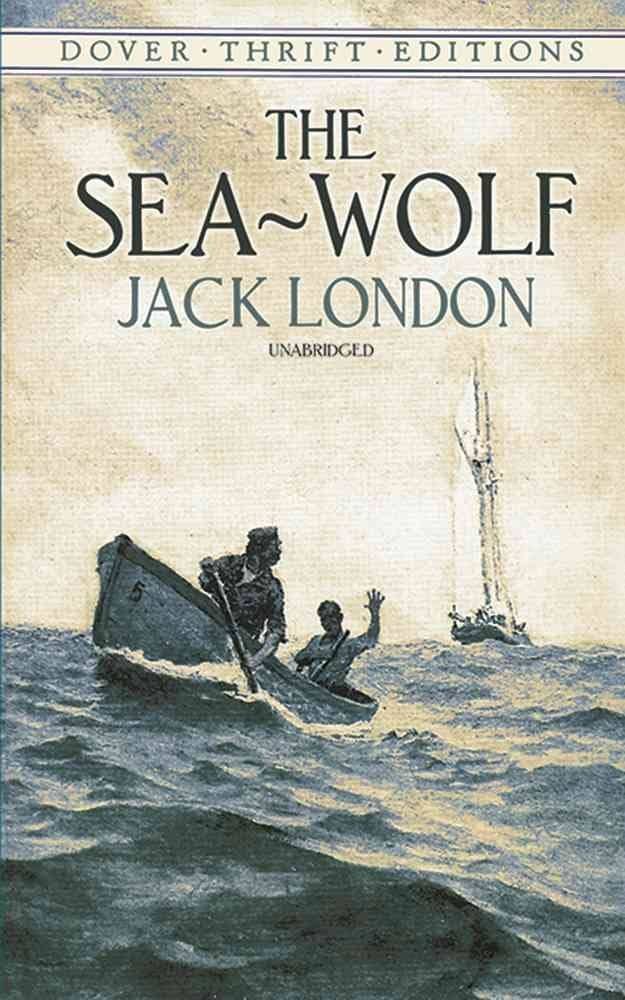 DOVER · THRIFT · EDITIONS
THE
SEA~WOLF
JACK LONDON
UNABRIDGED
5